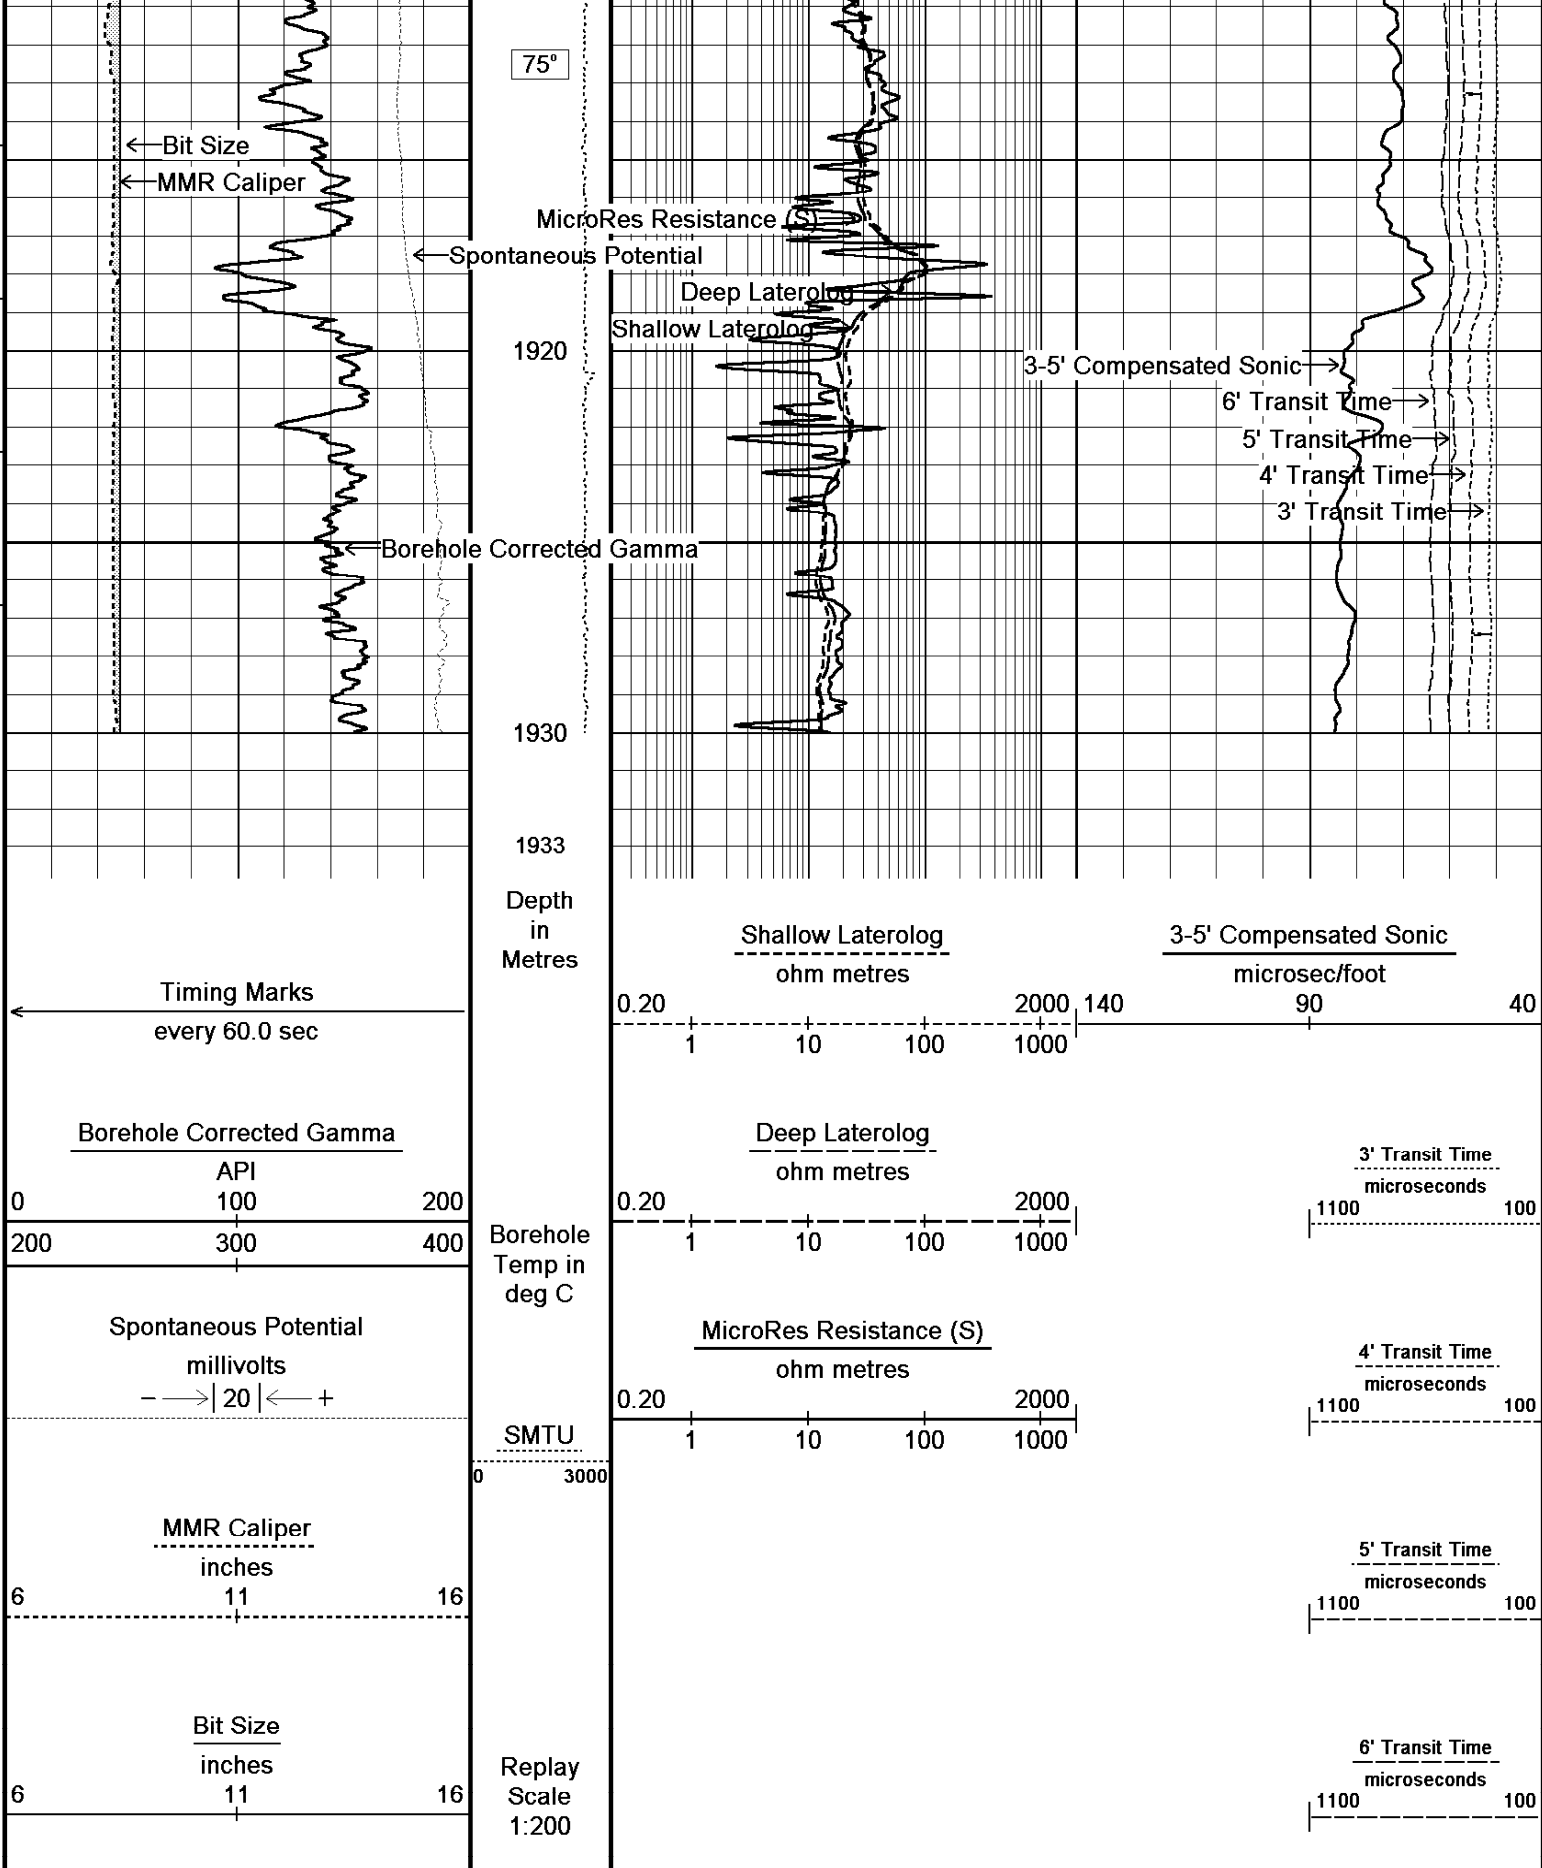 75°
Bit Size
MMR Caliper
MicroRes Resistance (S)
Spontaneous Potential
Deep Laterolog
Shallow Laterolog
1920
3-5' Compensated Sonic
6' Transit Time
5' Transit Time
4' Transit Time
3' Transit Time
Borehole Corrected Gamma
1930
1933
Depth
in
Metres
Timing Marks
every 60.0 sec
Borehole Corrected Gamma
API
0 100 200
200 300 400
Spontaneous Potential
millivolts
− 20 +
MMR Caliper
inches
6 11 16
Bit Size
inches
6 11 16
Borehole
Temp in
deg C
SMTU
0 3000
Replay
Scale
1:200
Shallow Laterolog
ohm metres
0.20 2000
1 10 100 1000
Deep Laterolog
ohm metres
0.20 2000
1 10 100 1000
MicroRes Resistance (S)
ohm metres
0.20 2000
1 10 100 1000
3-5' Compensated Sonic
microsec/foot
140 90 40
3' Transit Time
microseconds
1100 100
4' Transit Time
microseconds
1100 100
5' Transit Time
microseconds
1100 100
6' Transit Time
microseconds
1100 100